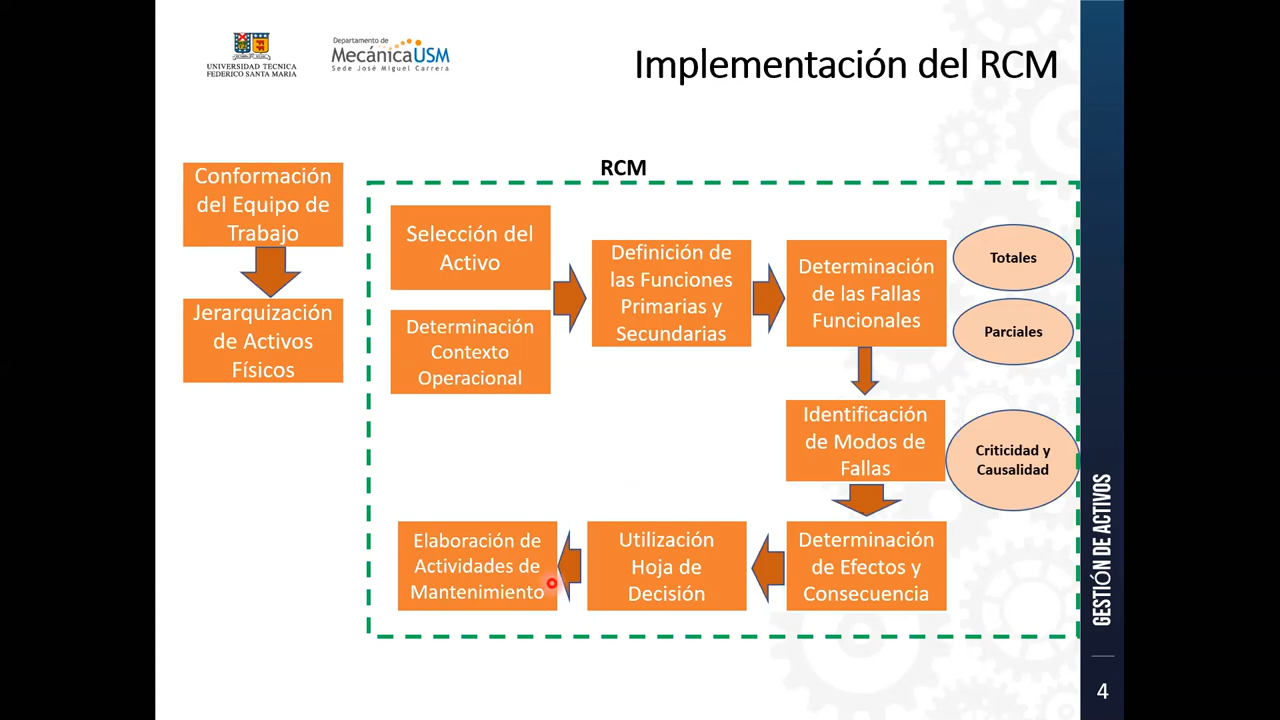 UNIVERSIDAD TECNICA
FEDERICO SANTA MARIA
Departamento de
MecánicaUSM
Sede José Miguel Carrera
Implementación del RCM
RCM
Conformación
del Equipo de
Trabajo
Jerarquización
de Activos
Físicos
Selección del
Activo
Determinación
Contexto
Operacional
Definición de
las Funciones
Primarias y
Secundarias
Determinación
de las Fallas
Funcionales
Totales
Parciales
Identificación
de Modos de
Fallas
Criticidad y
Causalidad
Determinación
de Efectos y
Consecuencia
Utilización
Hoja de
Decisión
Elaboración de
Actividades de
Mantenimiento
GESTIÓN DE ACTIVOS
4